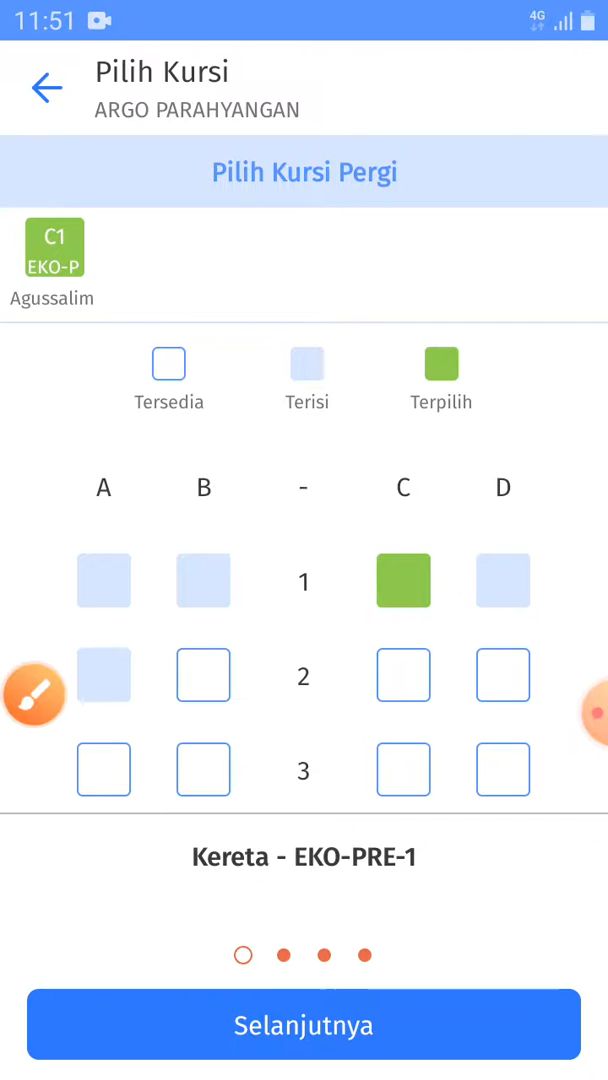 11:51
4G
Pilih Kursi
ARGO PARAHYANGAN
Pilih Kursi Pergi
C1
EKO-P
Agussalim
Tersedia Terisi Terpilih
A B - C D
1
2
3
Kereta - EKO-PRE-1
Selanjutnya